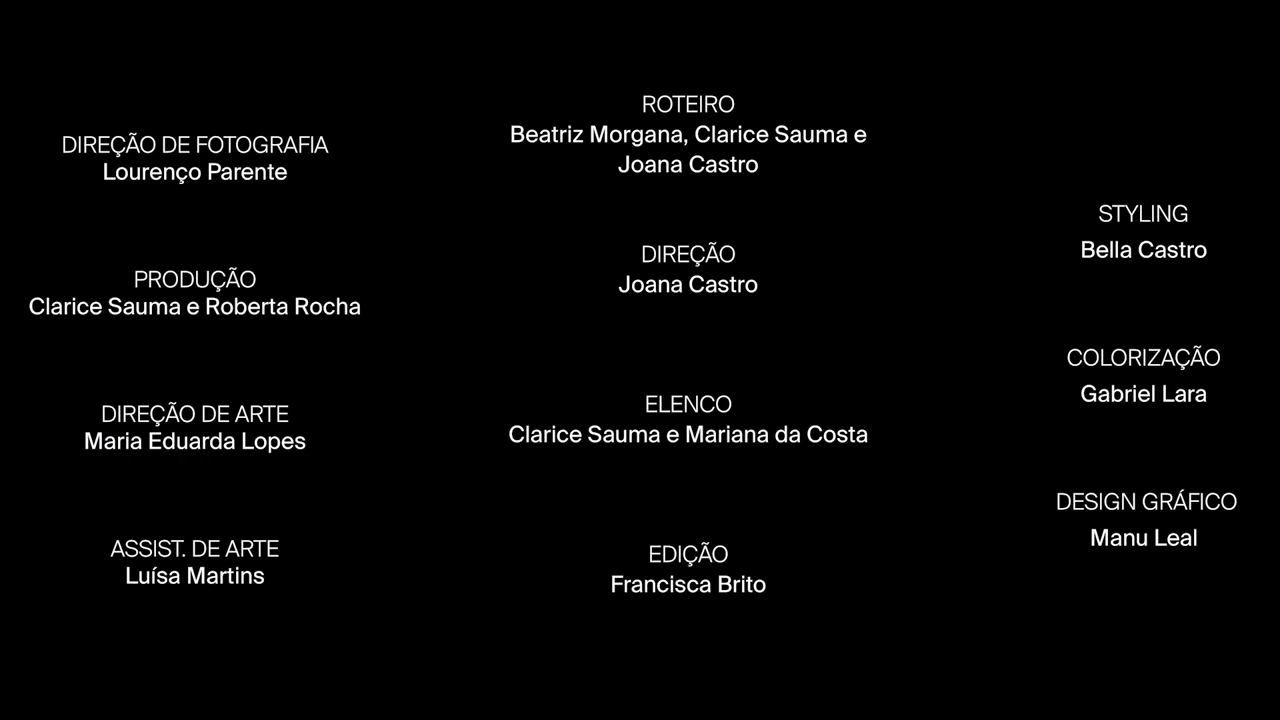 DIREÇÃO DE FOTOGRAFIA
Lourenço Parente
PRODUÇÃO
Clarice Sauma e Roberta Rocha
DIREÇÃO DE ARTE
Maria Eduarda Lopes
ASSIST. DE ARTE
Luísa Martins
ROTEIRO
Beatriz Morgana, Clarice Sauma e
Joana Castro
DIREÇÃO
Joana Castro
ELENCO
Clarice Sauma e Mariana da Costa
EDIÇÃO
Francisca Brito
STYLING
Bella Castro
COLORIZAÇÃO
Gabriel Lara
DESIGN GRÁFICO
Manu Leal